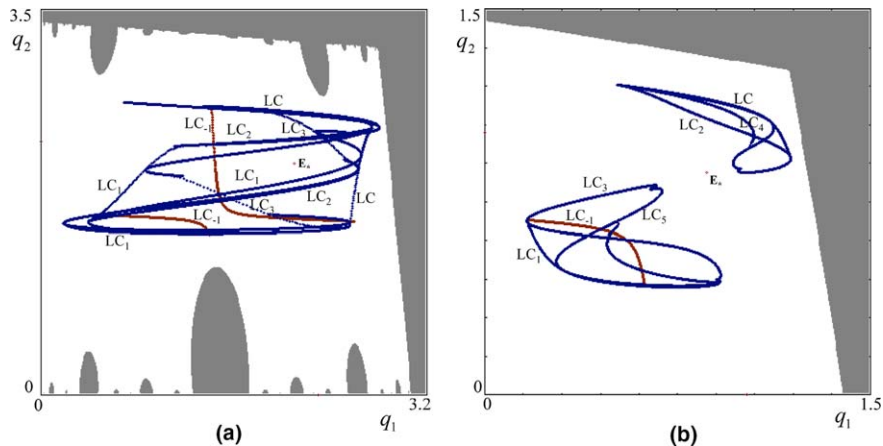 3.5
q2
LC
LC-1
LC2
LC3
E*
LC1
LC1
LC2
LC
LC3
LC-1
LC1
0
0
3.2
q1
(a)
1.5
q2
LC
LC4
LC2
E*
LC3
LC-1
LC5
LC1
0
0
1.5
q1
(b)